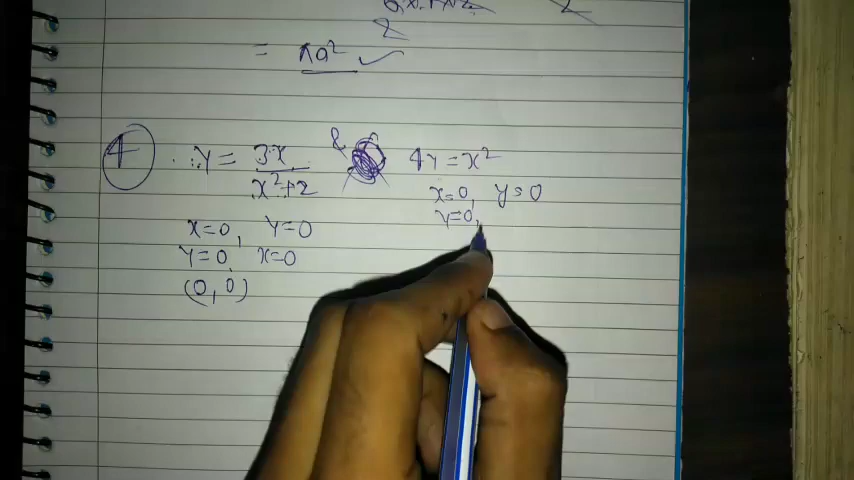 = πa²
4 y = 3x / x²+2 & 4y = x²
x=0, y=0
x=0, y=0
y=0,
y=0, x=0
(0, 0)